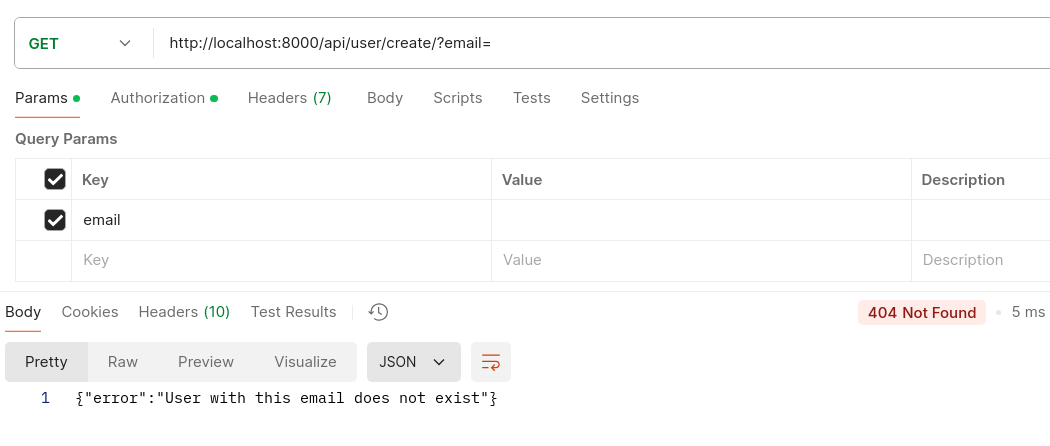 GET http://localhost:8000/api/user/create/?email=
Params Authorization Headers (7) Body Scripts Tests Settings
Query Params
Key Value Description
email
Key Value Description
Body Cookies Headers (10) Test Results 404 Not Found 5 ms
Pretty Raw Preview Visualize JSON
1 {"error":"User with this email does not exist"}